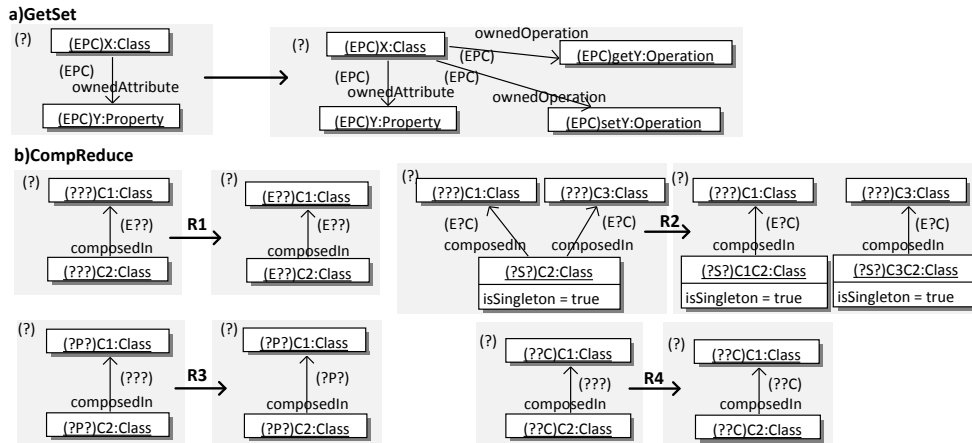 a)GetSet
(?)
(EPC)X:Class
(EPC)
ownedAttribute
(EPC)Y:Property
(?)
(EPC)X:Class
ownedOperation
(EPC)
(EPC)getY:Operation
(EPC)
(EPC)
ownedAttribute
ownedOperation
(EPC)Y:Property
(EPC)setY:Operation
b)CompReduce
(?)
(???)C1:Class
(E??)
composedIn
(???)C2:Class
R1
(?)
(E??)C1:Class
(E??)
composedIn
(E??)C2:Class
(?)
(???)C1:Class
(???)C3:Class
(E?C)
(E?C)
composedIn
composedIn
(?S?)C2:Class
isSingleton = true
R2
(?)
(???)C1:Class
(???)C3:Class
(E?C)
(E?C)
composedIn
composedIn
(?S?)C1C2:Class
(?S?)C3C2:Class
isSingleton = true
isSingleton = true
(?)
(?P?)C1:Class
(???)
composedIn
(?P?)C2:Class
R3
(?)
(?P?)C1:Class
(?P?)
composedIn
(?P?)C2:Class
(?)
(??C)C1:Class
(???)
composedIn
(??C)C2:Class
R4
(?)
(??C)C1:Class
(??C)
composedIn
(??C)C2:Class